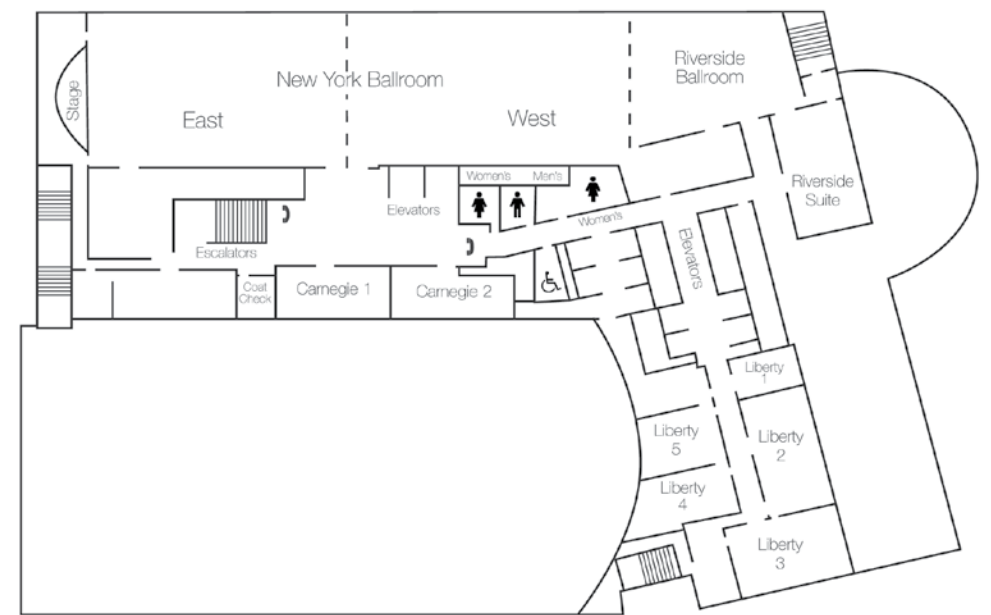 Riverside
Ballroom
New York Ballroom
Stage
East
West
Women's
Men's
Riverside
Suite
Elevators
Women's
Elevators
Escalators
Coat
Check
Carnegie 1
Carnegie 2
Liberty
1
Liberty
5
Liberty
2
Liberty
4
Liberty
3